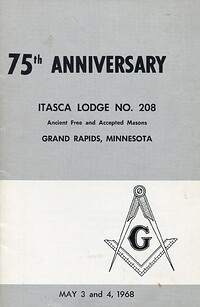 75th ANNIVERSARY
ITASCA LODGE NO. 208
Ancient Free and Accepted Masons
GRAND RAPIDS, MINNESOTA
G
MAY 3 and 4, 1968